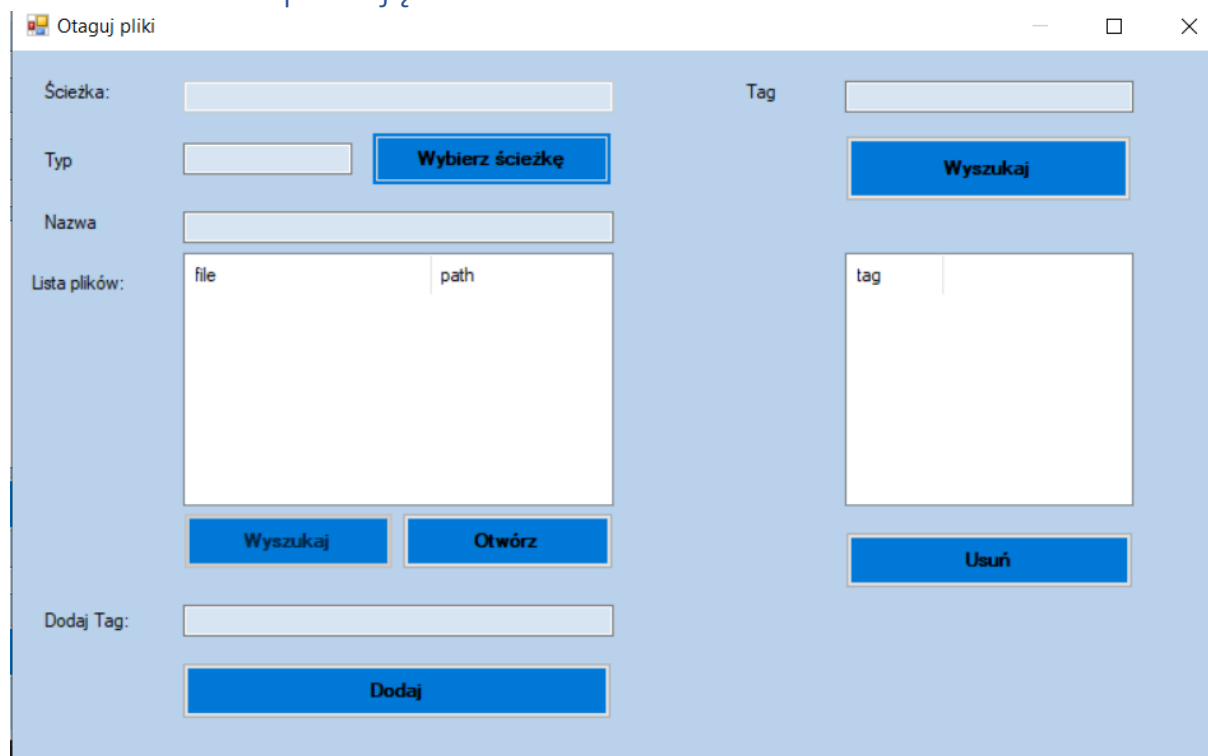 Otaguj pliki
Ścieżka:
Tag
Typ
Wybierz ścieżkę
Wyszukaj
Nazwa
Lista plików:
file path
tag
Wyszukaj Otwórz
Usuń
Dodaj Tag:
Dodaj